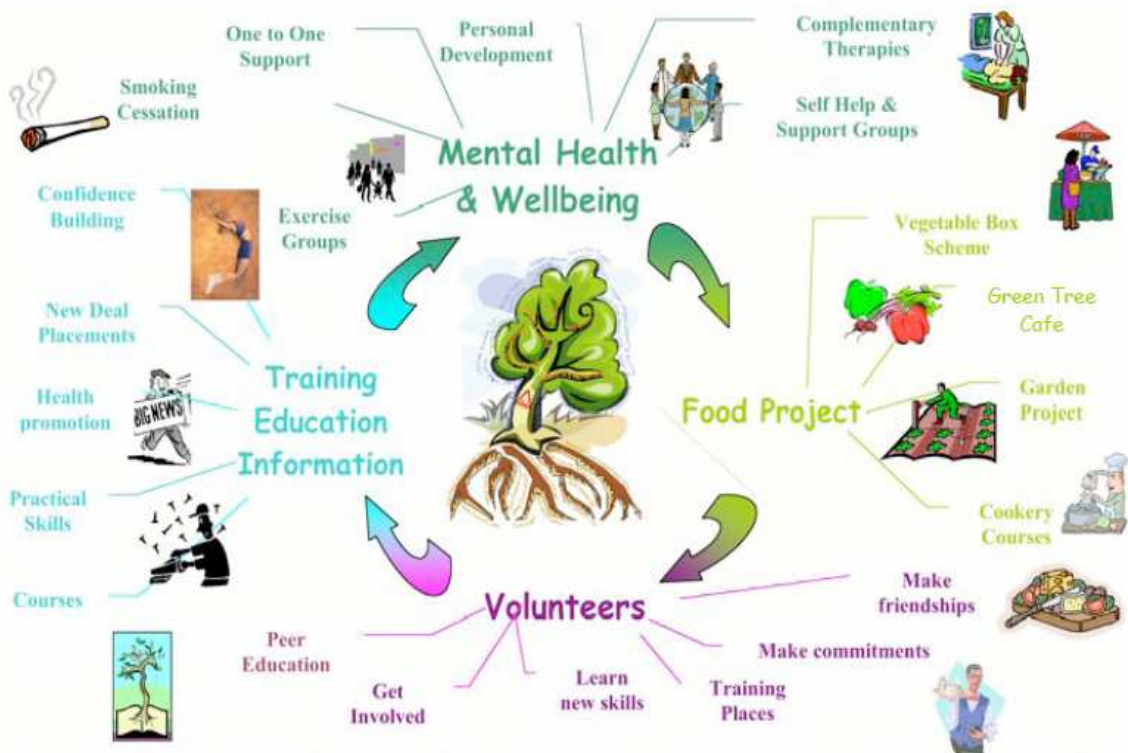 One to One
Support
Personal
Development
Complementary
Therapies
Smoking
Cessation
Self Help &
Support Groups
Mental Health
& Wellbeing
Confidence
Building
Exercise
Groups
Vegetable Box
Scheme
Green Tree
Cafe
New Deal
Placements
Training
Education
Information
Health
promotion
BIG NEWS
Food Project
Garden
Project
Practical
Skills
Cookery
Courses
Courses
Volunteers
Make
friendships
Peer
Education
Make commitments
Get
Involved
Learn
new skills
Training
Places